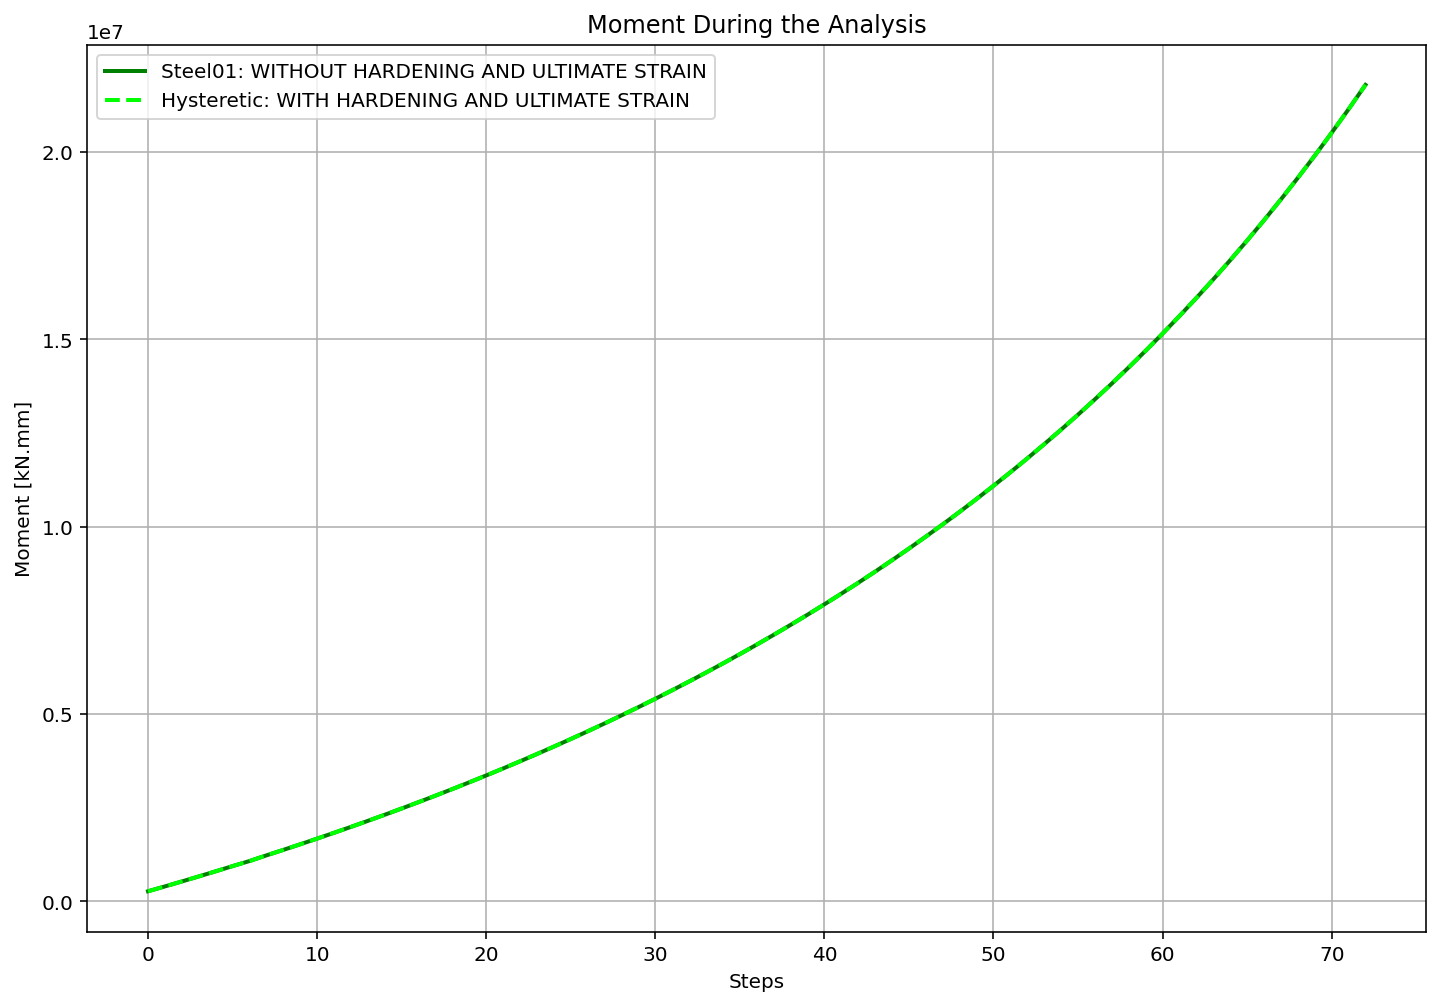 Moment During the Analysis
1e7
Steel01: WITHOUT HARDENING AND ULTIMATE STRAIN
Hysteretic: WITH HARDENING AND ULTIMATE STRAIN
2.0
1.5
1.0
0.5
0.0
Moment [kN.mm]
0 10 20 30 40 50 60 70
Steps